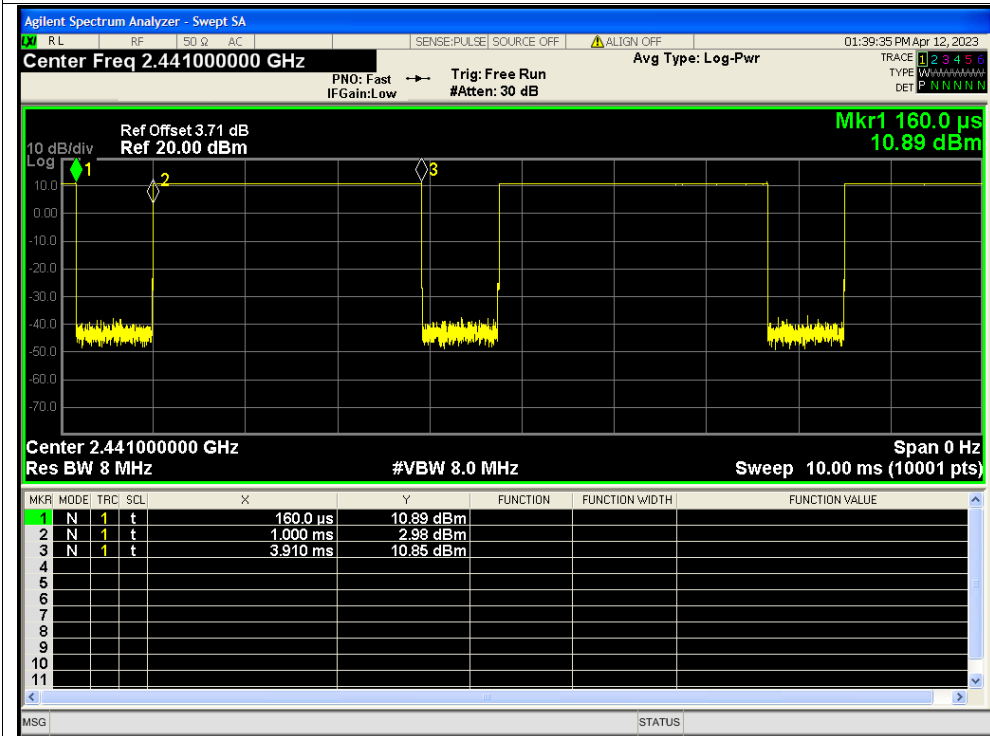 Agilent Spectrum Analyzer - Swept SA
LXI RL RF 50 Ω AC SENSE:PULSE SOURCE OFF ALIGN OFF 01:39:35 PM Apr 12, 2023
Center Freq 2.441000000 GHz
PNO: Fast
IFGain:Low
Trig: Free Run
#Atten: 30 dB
Avg Type: Log-Pwr
TRACE 1 2 3 4 5 6
TYPE WWWWWWW
DET P N N N N N
Mkr1 160.0 µs
10.89 dBm
Ref Offset 3.71 dB
10 dB/div Ref 20.00 dBm
Log
1
2
3
10.0
0.00
-10.0
-20.0
-30.0
-40.0
-50.0
-60.0
-70.0
Center 2.441000000 GHz Span 0 Hz
Res BW 8 MHz #VBW 8.0 MHz Sweep 10.00 ms (10001 pts)
MKR MODE TRC SCL X Y FUNCTION FUNCTION WIDTH FUNCTION VALUE
1 N 1 t 160.0 µs 10.89 dBm
2 N 1 t 1.000 ms 2.98 dBm
3 N 1 t 3.910 ms 10.85 dBm
4
5
6
7
8
9
10
11
MSG STATUS